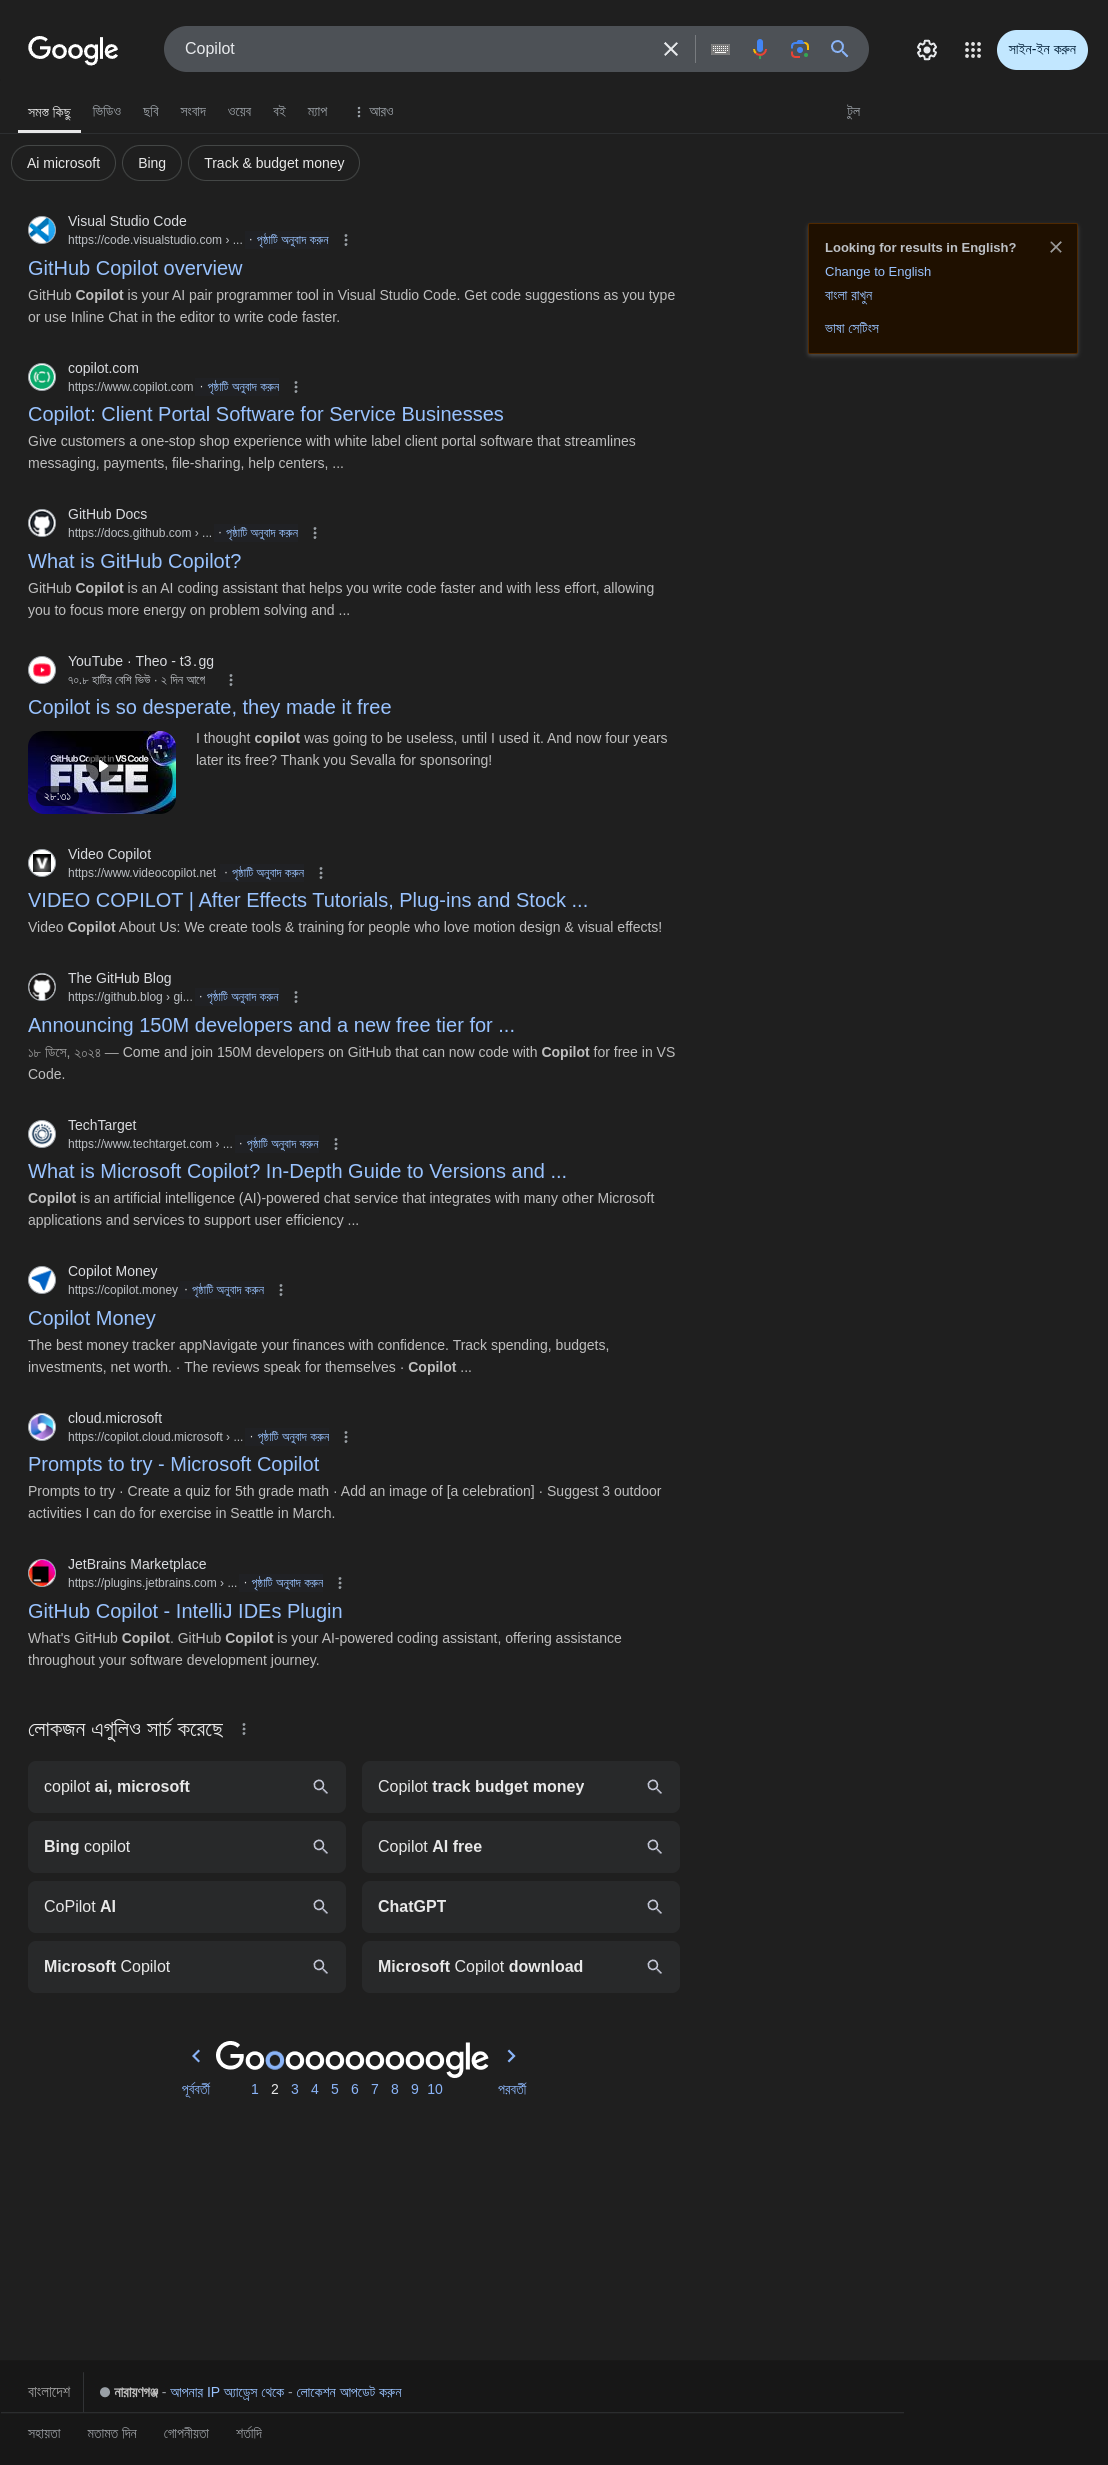 Google
Copilot
সাইন-ইন করুন
সমস্ত কিছু ভিডিও ছবি সংবাদ ওয়েব বই ম্যাপ আরও টুল
Ai microsoft Bing Track & budget money
Visual Studio Code
https://code.visualstudio.com › ... · পৃষ্ঠাটি অনুবাদ করুন
GitHub Copilot overview
GitHub Copilot is your AI pair programmer tool in Visual Studio Code. Get code suggestions as you type
or use Inline Chat in the editor to write code faster.
Looking for results in English?
Change to English
বাংলা রাখুন
ভাষা সেটিংস
copilot.com
https://www.copilot.com · পৃষ্ঠাটি অনুবাদ করুন
Copilot: Client Portal Software for Service Businesses
Give customers a one-stop shop experience with white label client portal software that streamlines
messaging, payments, file-sharing, help centers, ...
GitHub Docs
https://docs.github.com › ... · পৃষ্ঠাটি অনুবাদ করুন
What is GitHub Copilot?
GitHub Copilot is an AI coding assistant that helps you write code faster and with less effort, allowing
you to focus more energy on problem solving and ...
YouTube · Theo - t3.gg
৭০.৮ হাটির বেশি ভিউ · ২ দিন আগে
Copilot is so desperate, they made it free
GitHub Copilot in VS Code
FREE
২৮:৩১
I thought copilot was going to be useless, until I used it. And now four years
later its free? Thank you Sevalla for sponsoring!
Video Copilot
https://www.videocopilot.net · পৃষ্ঠাটি অনুবাদ করুন
VIDEO COPILOT | After Effects Tutorials, Plug-ins and Stock ...
Video Copilot About Us: We create tools & training for people who love motion design & visual effects!
The GitHub Blog
https://github.blog › gi... · পৃষ্ঠাটি অনুবাদ করুন
Announcing 150M developers and a new free tier for ...
১৮ ডিসে, ২০২৪ — Come and join 150M developers on GitHub that can now code with Copilot for free in VS
Code.
TechTarget
https://www.techtarget.com › ... · পৃষ্ঠাটি অনুবাদ করুন
What is Microsoft Copilot? In-Depth Guide to Versions and ...
Copilot is an artificial intelligence (AI)-powered chat service that integrates with many other Microsoft
applications and services to support user efficiency ...
Copilot Money
https://copilot.money · পৃষ্ঠাটি অনুবাদ করুন
Copilot Money
The best money tracker appNavigate your finances with confidence. Track spending, budgets,
investments, net worth. · The reviews speak for themselves · Copilot ...
cloud.microsoft
https://copilot.cloud.microsoft › ... · পৃষ্ঠাটি অনুবাদ করুন
Prompts to try - Microsoft Copilot
Prompts to try · Create a quiz for 5th grade math · Add an image of [a celebration] · Suggest 3 outdoor
activities I can do for exercise in Seattle in March.
JetBrains Marketplace
https://plugins.jetbrains.com › ... · পৃষ্ঠাটি অনুবাদ করুন
GitHub Copilot - IntelliJ IDEs Plugin
What's GitHub Copilot. GitHub Copilot is your AI-powered coding assistant, offering assistance
throughout your software development journey.
লোকজন এগুলিও সার্চ করেছে
copilot ai, microsoft Copilot track budget money
Bing copilot Copilot AI free
CoPilot AI ChatGPT
Microsoft Copilot Microsoft Copilot download
Goooooooooogle
পূর্ববর্তী 1 2 3 4 5 6 7 8 9 10 পরবর্তী
বাংলাদেশ নারায়ণগঞ্জ - আপনার IP অ্যাড্রেস থেকে - লোকেশন আপডেট করুন
সহায়তা মতামত দিন গোপনীয়তা শর্তাদি